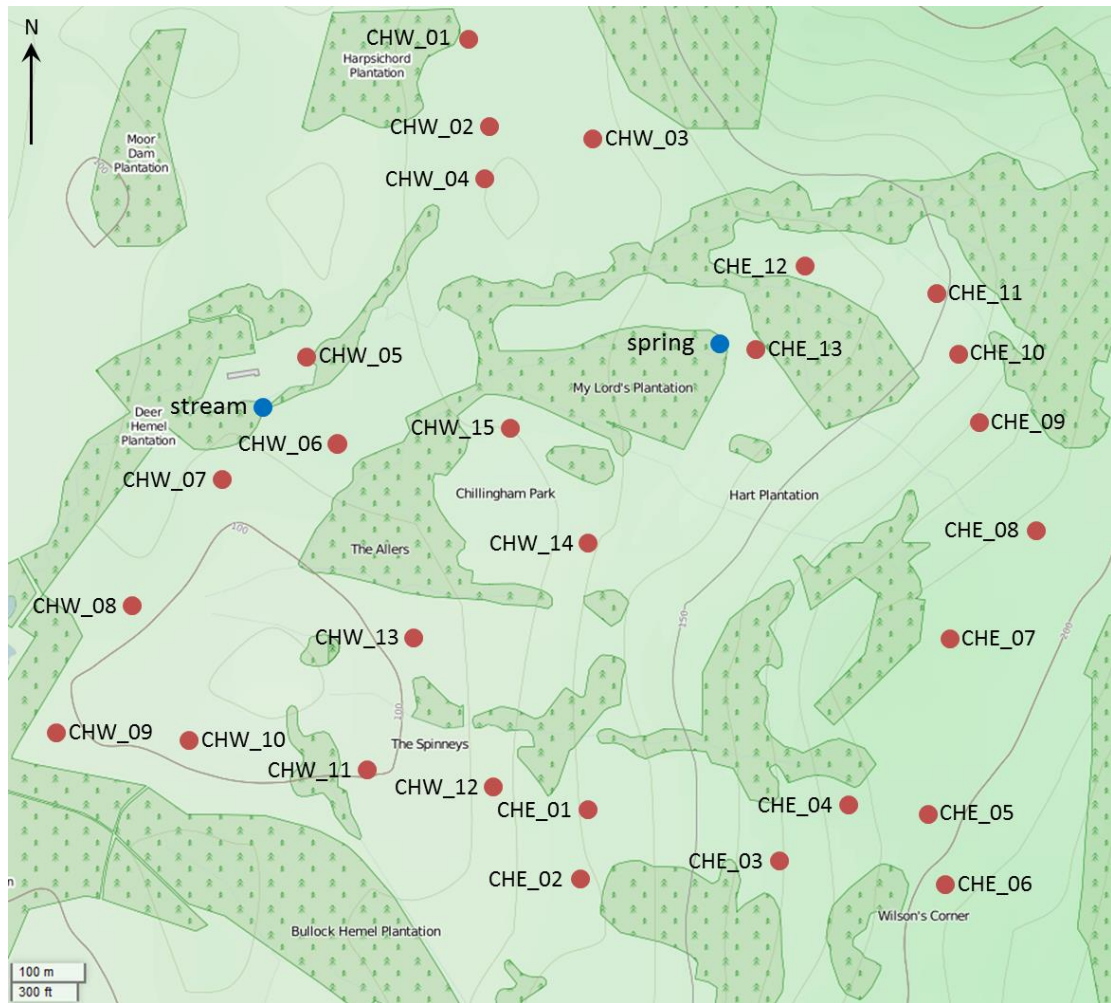 N
CHW_01
Harpsichord
Plantation
CHW_02
CHW_03
Moor
Dam
Plantation
100
CHW_04
CHE_12
CHE_11
spring
CHE_13
CHE_10
CHW_05
My Lord's Plantation
stream
Deer
Hemel
Plantation
CHW_15
CHE_09
CHW_06
CHW_07
Chillingham Park
Hart Plantation
100
CHE_08
The Allers
CHW_14
CHW_08
150
CHW_13
CHE_07
200
100
CHW_09
CHW_10
The Spinneys
CHW_11
CHW_12
CHE_01
CHE_04
CHE_05
CHE_03
CHE_02
CHE_06
Wilson's Corner
Bullock Hemel Plantation
n
100 m
300 ft